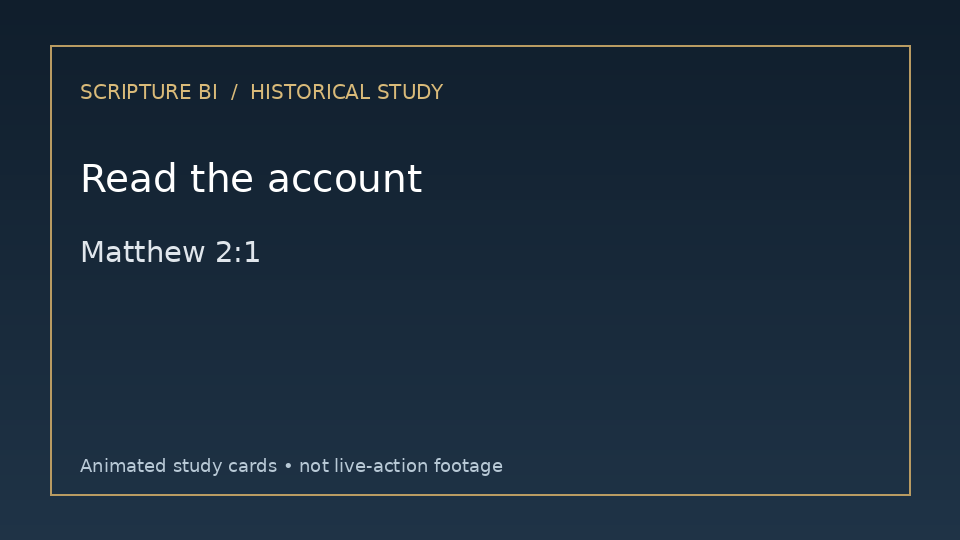 SCRIPTURE BI / HISTORICAL STUDY
Read the account
Matthew 2:1
Animated study cards • not live-action footage